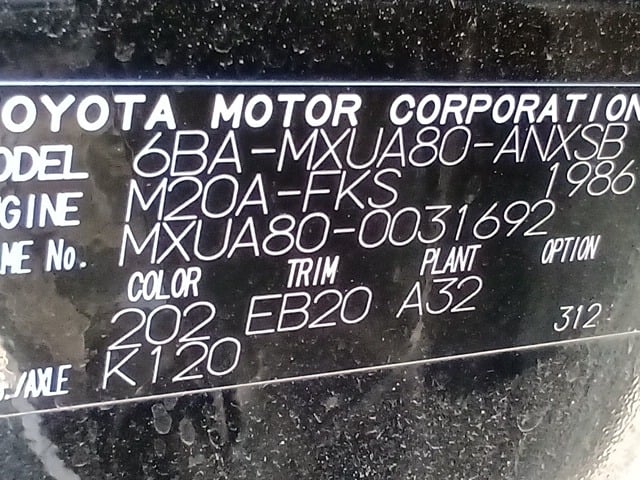 OYOTA MOTOR CORPORATION
ODEL 6BA-MXUA80-ANXSB
GINE M20A-FKS 1986
ME No. MXUA80-0031692
COLOR TRIM PLANT OPTION
202 EB20 A32 312
./AXLE K120